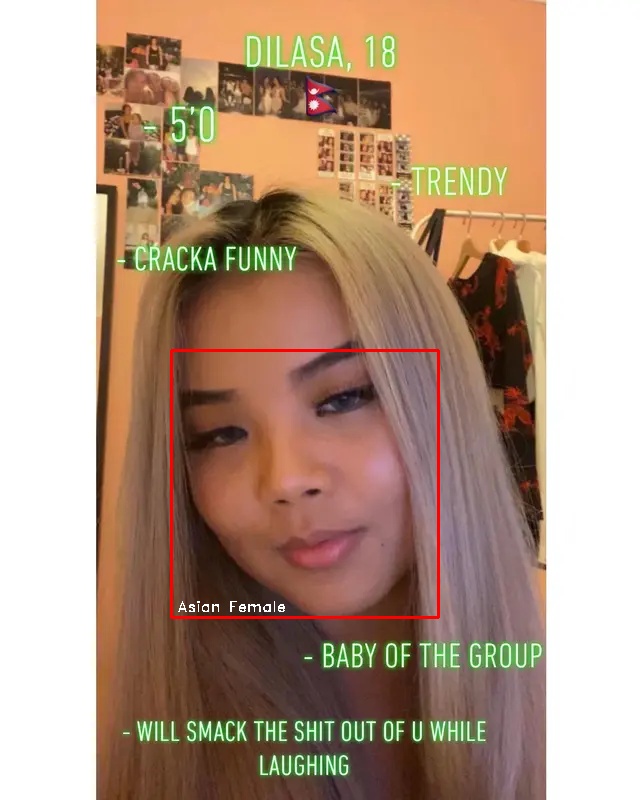 DILASA, 18
- 5'0
- TRENDY
- CRACKA FUNNY
Asian Female
- BABY OF THE GROUP
- WILL SMACK THE SHIT OUT OF U WHILE
LAUGHING